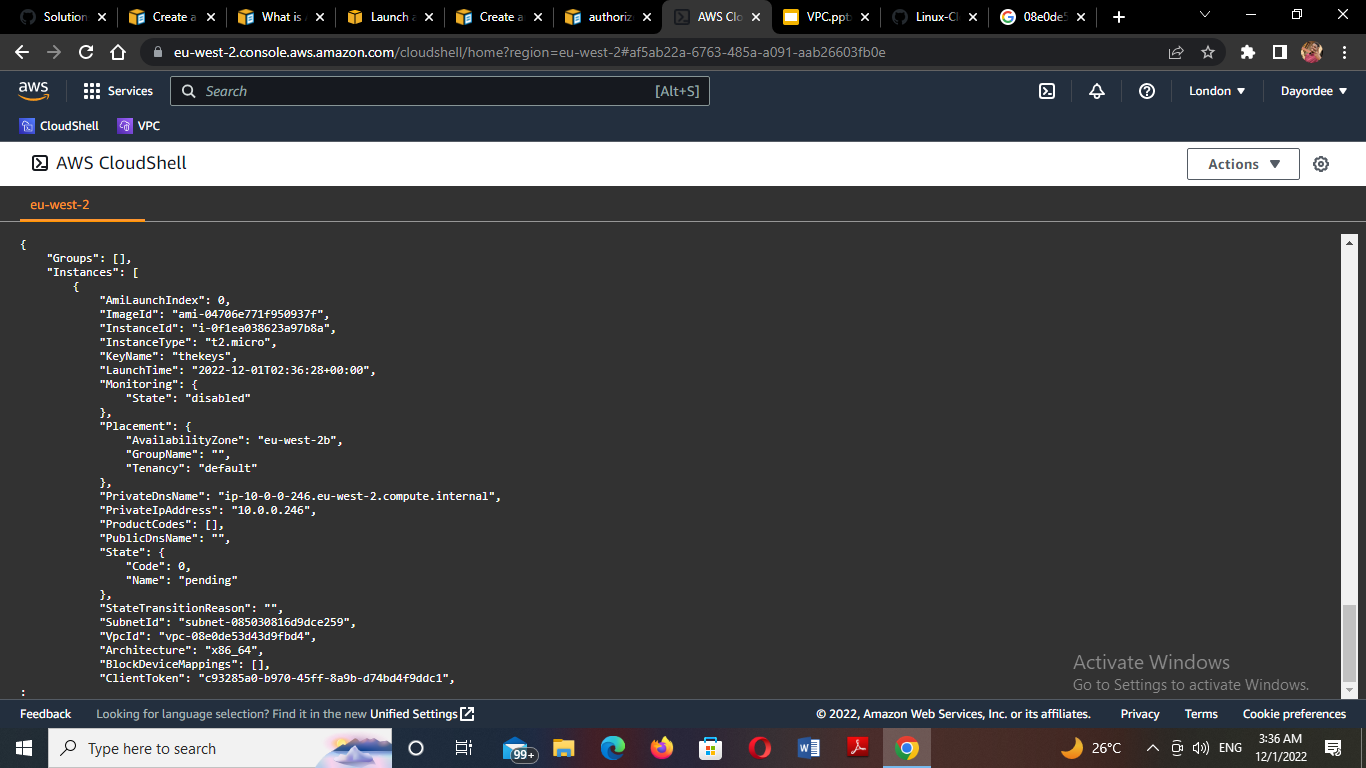 Solution
Create a
What is
Launch a
Create a
authoriz
AWS Clo
VPC.ppt
Linux-Cl
08e0de5
eu-west-2.console.aws.amazon.com/cloudshell/home?region=eu-west-2#af5ab22a-6763-485a-a091-aab26603fb0e
aws
Services
Search
[Alt+S]
London
Dayordee
CloudShell
VPC
AWS CloudShell
Actions
eu-west-2
{
"Groups": [],
"Instances": [
{
"AmiLaunchIndex": 0,
"ImageId": "ami-04706e771f950937f",
"InstanceId": "i-0f1ea038623a97b8a",
"InstanceType": "t2.micro",
"KeyName": "thekeys",
"LaunchTime": "2022-12-01T02:36:28+00:00",
"Monitoring": {
"State": "disabled"
},
"Placement": {
"AvailabilityZone": "eu-west-2b",
"GroupName": "",
"Tenancy": "default"
},
"PrivateDnsName": "ip-10-0-0-246.eu-west-2.compute.internal",
"PrivateIpAddress": "10.0.0.246",
"ProductCodes": [],
"PublicDnsName": "",
"State": {
"Code": 0,
"Name": "pending"
},
"StateTransitionReason": "",
"SubnetId": "subnet-085030816d9dce259",
"VpcId": "vpc-08e0de53d43d9fbd4",
"Architecture": "x86_64",
"BlockDeviceMappings": [],
"ClientToken": "c93285a0-b970-45ff-8a9b-d74bd4f9ddc1",
:
Activate Windows
Go to Settings to activate Windows.
Feedback
Looking for language selection? Find it in the new Unified Settings
© 2022, Amazon Web Services, Inc. or its affiliates.
Privacy
Terms
Cookie preferences
Type here to search
99+
26°C
ENG
3:36 AM
12/1/2022